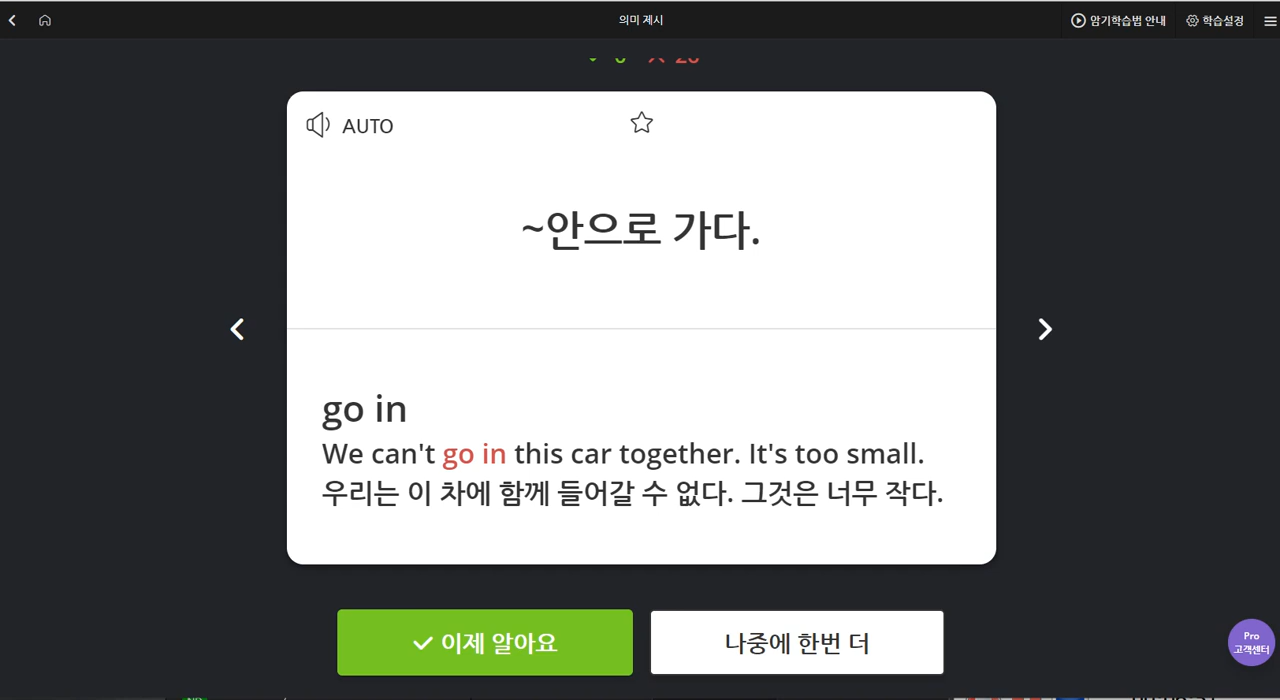 의미 제시
암기학습법 안내
학습설정
AUTO
~안으로 가다.
go in
We can't go in this car together. It's too small.
우리는 이 차에 함께 들어갈 수 없다. 그것은 너무 작다.
이제 알아요
나중에 한번 더
Pro
고객센터